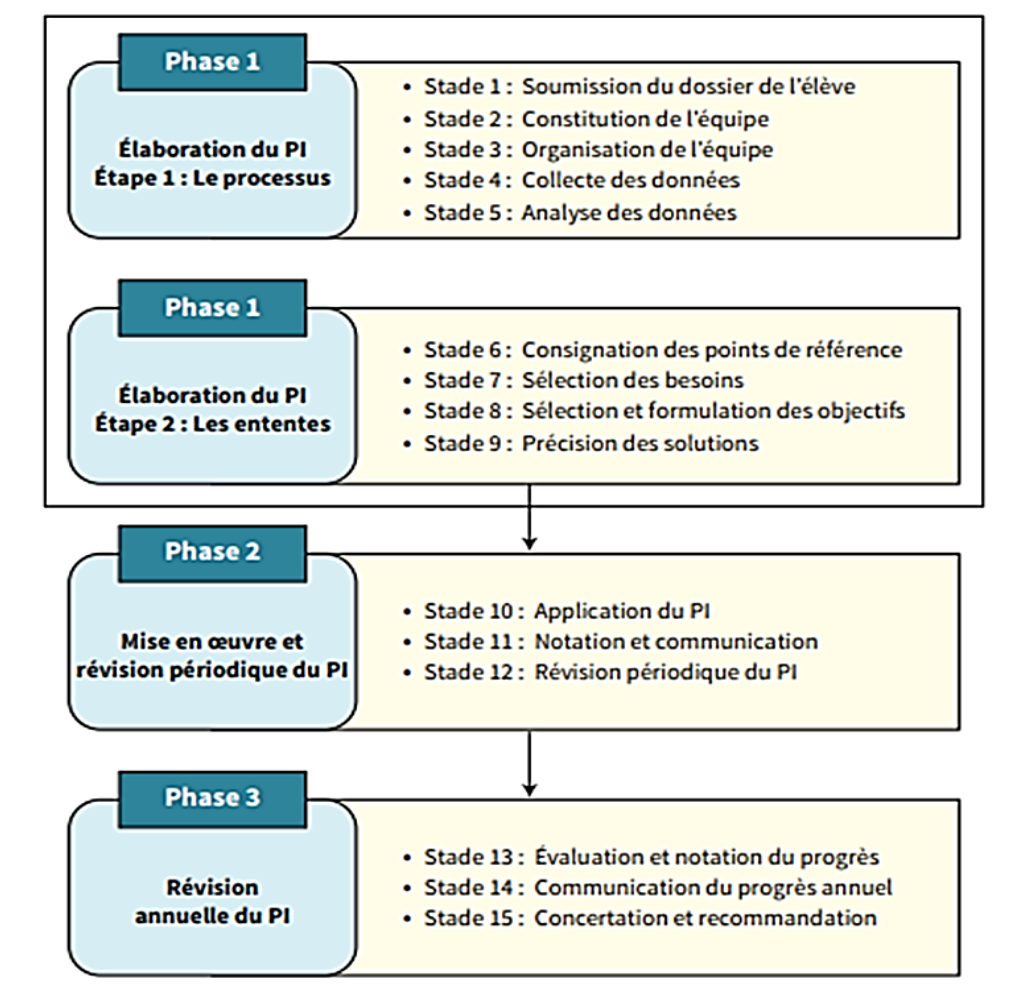 Phase 1
Élaboration du PI
Étape 1 : Le processus
• Stade 1 : Soumission du dossier de l'élève
• Stade 2 : Constitution de l'équipe
• Stade 3 : Organisation de l'équipe
• Stade 4 : Collecte des données
• Stade 5 : Analyse des données
Phase 1
Élaboration du PI
Étape 2 : Les ententes
• Stade 6 : Consignation des points de référence
• Stade 7 : Sélection des besoins
• Stade 8 : Sélection et formulation des objectifs
• Stade 9 : Précision des solutions
Phase 2
Mise en œuvre et
révision périodique du PI
• Stade 10 : Application du PI
• Stade 11 : Notation et communication
• Stade 12 : Révision périodique du PI
Phase 3
Révision
annuelle du PI
• Stade 13 : Évaluation et notation du progrès
• Stade 14 : Communication du progrès annuel
• Stade 15 : Concertation et recommandation